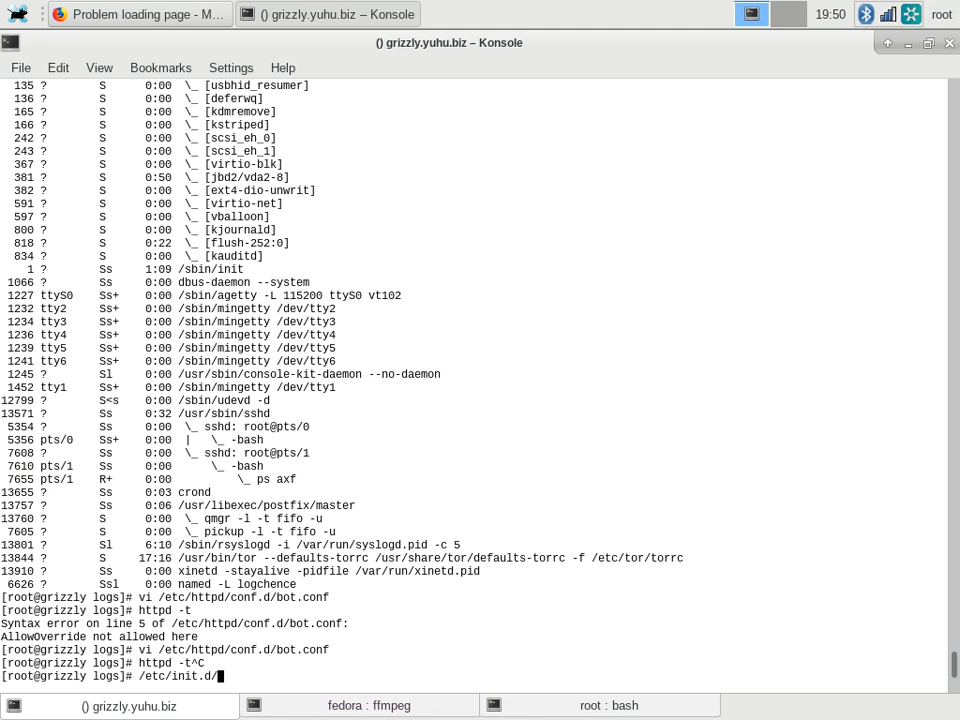 Problem loading page - M…
() grizzly.yuhu.biz – Konsole
19:50
root
() grizzly.yuhu.biz – Konsole
File Edit View Bookmarks Settings Help
135 ? S 0:00 \_ [usbhid_resumer]
136 ? S 0:00 \_ [deferwq]
165 ? S 0:00 \_ [kdmremove]
166 ? S 0:00 \_ [kstriped]
242 ? S 0:00 \_ [scsi_eh_0]
243 ? S 0:00 \_ [scsi_eh_1]
367 ? S 0:00 \_ [virtio-blk]
381 ? S 0:50 \_ [jbd2/vda2-8]
382 ? S 0:00 \_ [ext4-dio-unwrit]
591 ? S 0:00 \_ [virtio-net]
597 ? S 0:00 \_ [vballoon]
800 ? S 0:00 \_ [kjournald]
818 ? S 0:22 \_ [flush-252:0]
834 ? S 0:00 \_ [kauditd]
1 ? Ss 1:09 /sbin/init
1066 ? Ss 0:00 dbus-daemon --system
1227 ttyS0 Ss+ 0:00 /sbin/agetty -L 115200 ttyS0 vt102
1232 tty2 Ss+ 0:00 /sbin/mingetty /dev/tty2
1234 tty3 Ss+ 0:00 /sbin/mingetty /dev/tty3
1236 tty4 Ss+ 0:00 /sbin/mingetty /dev/tty4
1239 tty5 Ss+ 0:00 /sbin/mingetty /dev/tty5
1241 tty6 Ss+ 0:00 /sbin/mingetty /dev/tty6
1245 ? Sl 0:00 /usr/sbin/console-kit-daemon --no-daemon
1452 tty1 Ss+ 0:00 /sbin/mingetty /dev/tty1
12799 ? S<s 0:00 /sbin/udevd -d
13571 ? Ss 0:32 /usr/sbin/sshd
5354 ? Ss 0:00 \_ sshd: root@pts/0
5356 pts/0 Ss+ 0:00 | \_ -bash
7608 ? Ss 0:00 \_ sshd: root@pts/1
7610 pts/1 Ss 0:00 \_ -bash
7655 pts/1 R+ 0:00 \_ ps axf
13655 ? Ss 0:03 crond
13757 ? Ss 0:06 /usr/libexec/postfix/master
13760 ? S 0:00 \_ qmgr -l -t fifo -u
7605 ? S 0:00 \_ pickup -l -t fifo -u
13801 ? Sl 6:10 /sbin/rsyslogd -i /var/run/syslogd.pid -c 5
13844 ? S 17:16 /usr/bin/tor --defaults-torrc /usr/share/tor/defaults-torrc -f /etc/tor/torrc
13910 ? Ss 0:00 xinetd -stayalive -pidfile /var/run/xinetd.pid
6626 ? Ssl 0:00 named -L logchence
[root@grizzly logs]# vi /etc/httpd/conf.d/bot.conf
[root@grizzly logs]# httpd -t
Syntax error on line 5 of /etc/httpd/conf.d/bot.conf:
AllowOverride not allowed here
[root@grizzly logs]# vi /etc/httpd/conf.d/bot.conf
[root@grizzly logs]# httpd -t^C
[root@grizzly logs]# /etc/init.d/
() grizzly.yuhu.biz
fedora : ffmpeg
root : bash